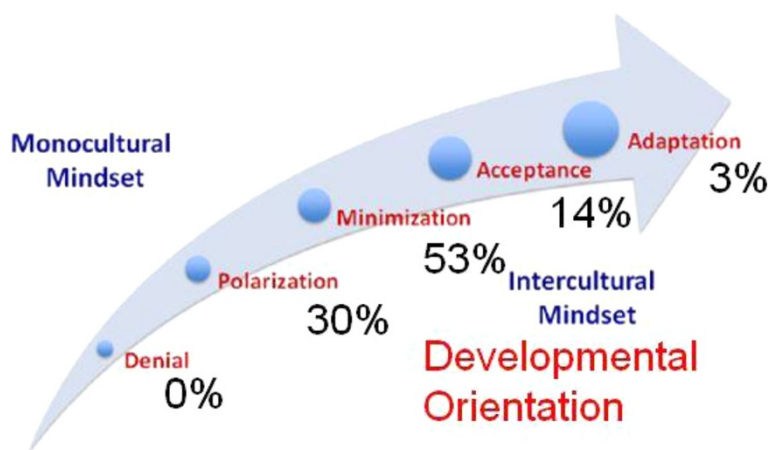 Monocultural
Mindset
Adaptation
3%
Acceptance
14%
Minimization
53%
Polarization
30%
Denial
0%
Intercultural
Mindset
Developmental
Orientation